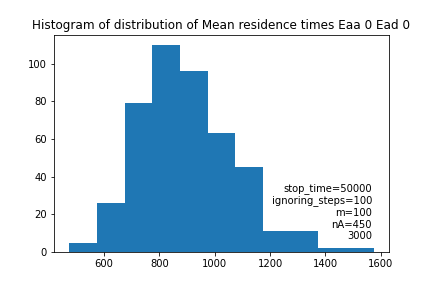 Histogram of distribution of Mean residence times Eaa 0 Ead 0
100
80
60
40
20
0
stop_time=50000
ignoring_steps=100
m=100
nA=450
3000
600 800 1000 1200 1400 1600